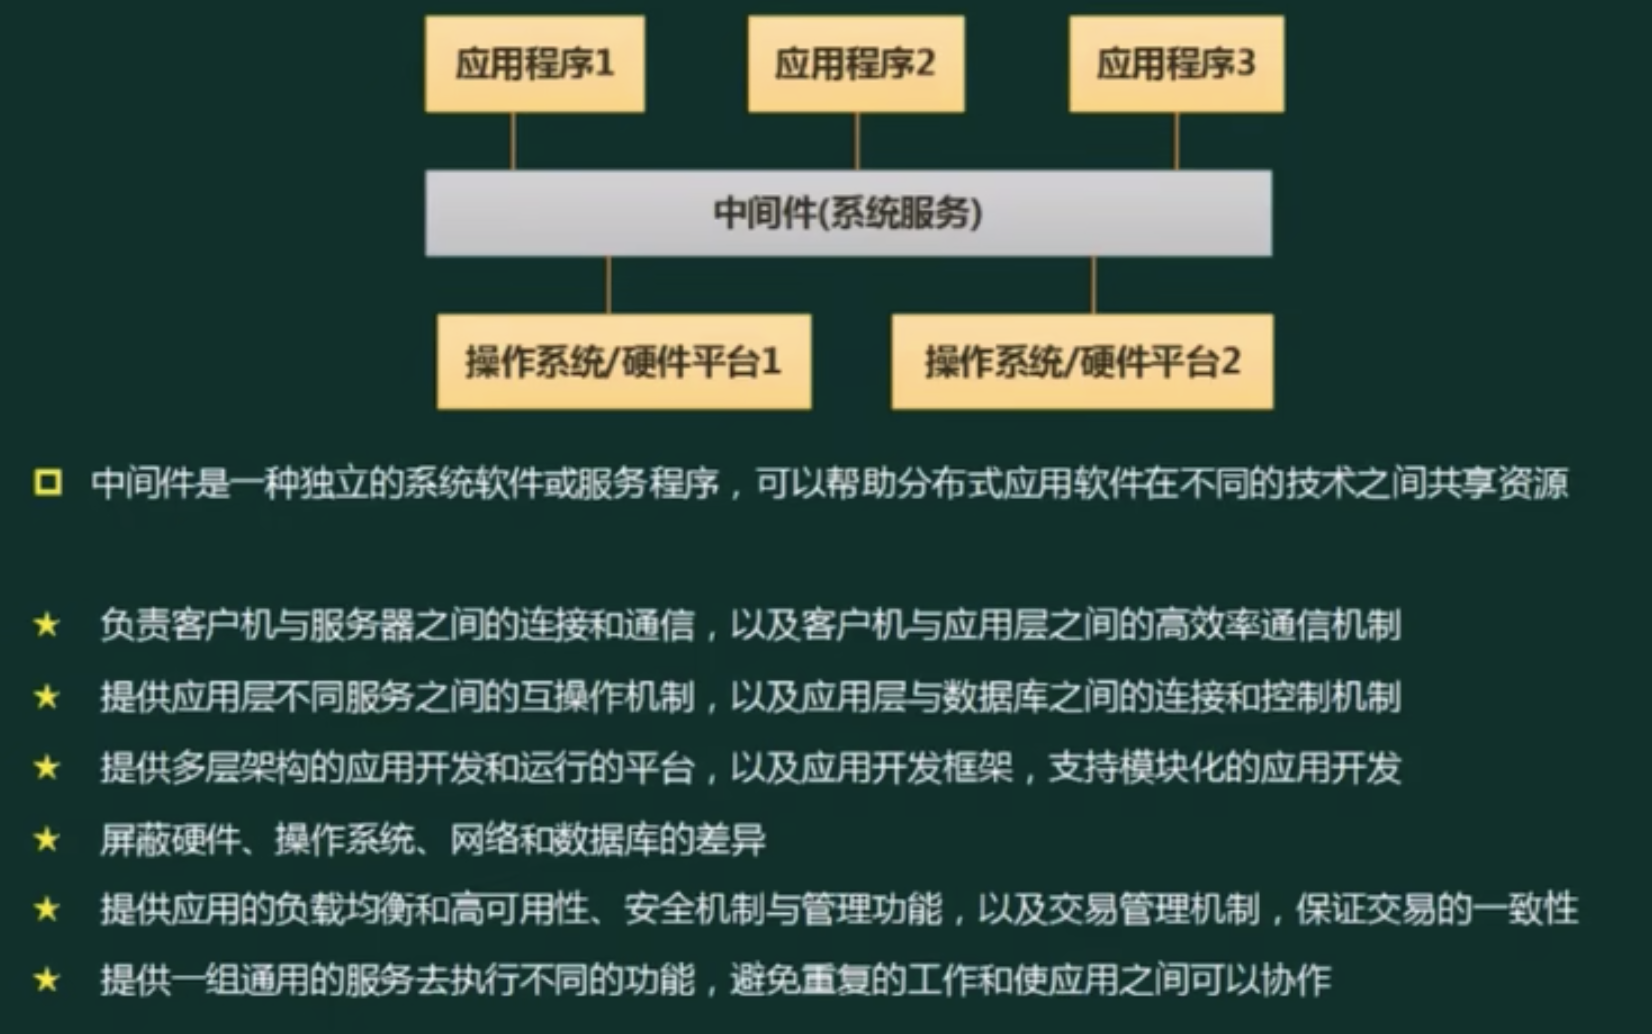 应用程序1 应用程序2 应用程序3
中间件(系统服务)
操作系统/硬件平台1 操作系统/硬件平台2
中间件是一种独立的系统软件或服务程序，可以帮助分布式应用软件在不同的技术之间共享资源
负责客户机与服务器之间的连接和通信，以及客户机与应用层之间的高效率通信机制
提供应用层不同服务之间的互操作机制，以及应用层与数据库之间的连接和控制机制
提供多层架构的应用开发和运行的平台，以及应用开发框架，支持模块化的应用开发
屏蔽硬件、操作系统、网络和数据库的差异
提供应用的负载均衡和高可用性、安全机制与管理功能，以及交易管理机制，保证交易的一致性
提供一组通用的服务去执行不同的功能，避免重复的工作和使应用之间可以协作